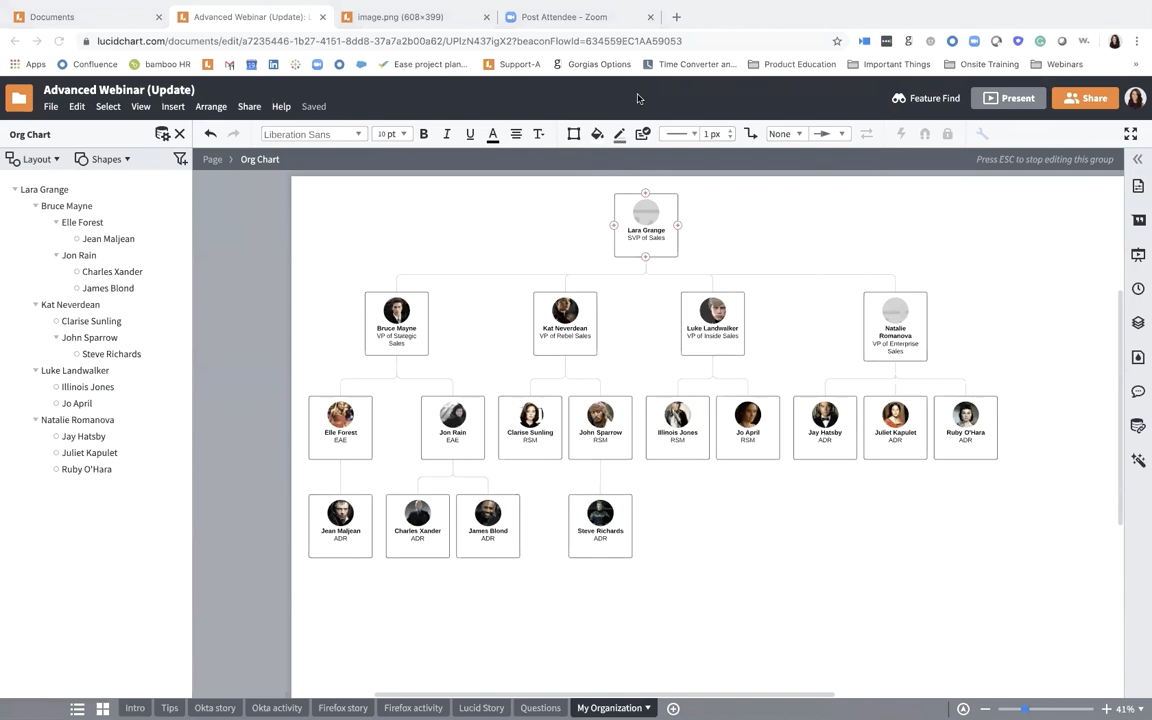 Documents
Advanced Webinar (Update): L
image.png (608×399)
Post Attendee - Zoom
lucidchart.com/documents/edit/a7235446-1b27-4151-8dd8-37a7a2b00a62/UPIzN437igX2?beaconFlowId=634559EC1AA59053
Apps Confluence bamboo HR Ease project plan... Support-A Gorgias Options Time Converter an... Product Education Important Things Onsite Training Webinars »
Advanced Webinar (Update)
File Edit Select View Insert Arrange Share Help Saved
Feature Find Present Share
Org Chart
Liberation Sans 10 pt B I U A T 1 px None
Layout Shapes
Page > Org Chart
Press ESC to stop editing this group
Lara Grange
Bruce Mayne
Elle Forest
Jean Maljean
Jon Rain
Charles Xander
James Blond
Kat Neverdean
Clarise Sunling
John Sparrow
Steve Richards
Luke Landwalker
Illinois Jones
Jo April
Natalie Romanova
Jay Hatsby
Juliet Kapulet
Ruby O'Hara
Lara Grange
SVP of Sales
Bruce Mayne
VP of Stategic
Sales
Kat Neverdean
VP of Rebel Sales
Luke Landwalker
VP of Inside Sales
Natalie
Romanova
VP of Enterprise
Sales
Elle Forest
EAE
Jon Rain
EAE
Clarise Sunling
RSM
John Sparrow
RSM
Illinois Jones
RSM
Jo April
RSM
Jay Hatsby
ADR
Juliet Kapulet
ADR
Ruby O'Hara
ADR
Jean Maljean
ADR
Charles Xander
ADR
James Blond
ADR
Steve Richards
ADR
Intro Tips Okta story Okta activity Firefox story Firefox activity Lucid Story Questions My Organization
41%